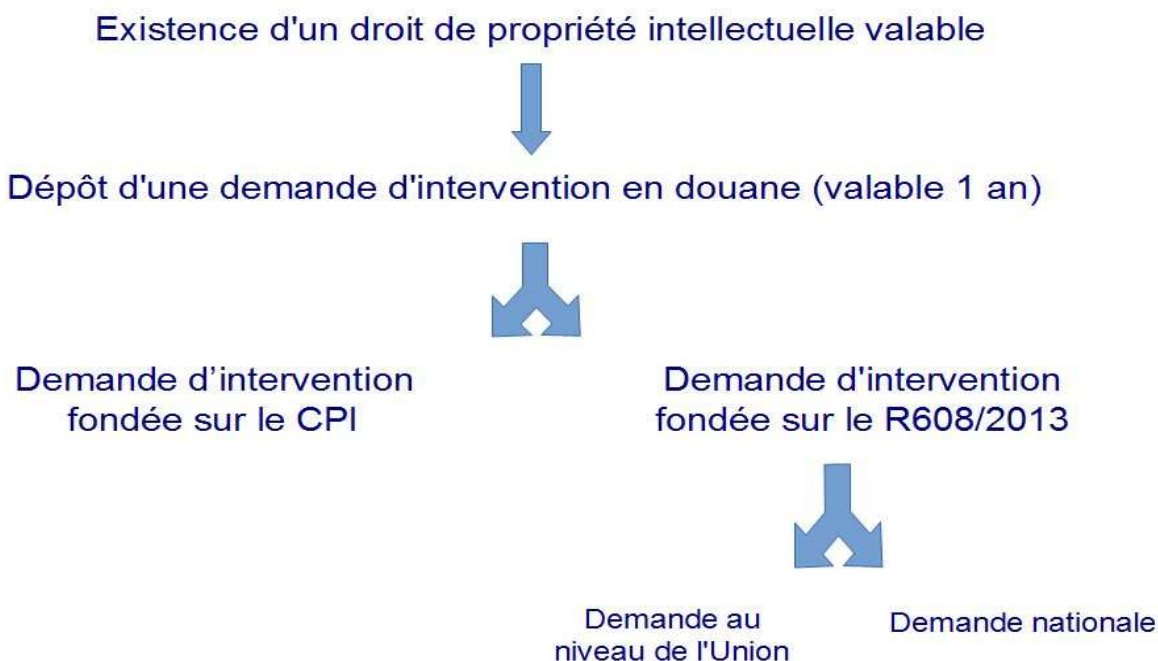 Existence d'un droit de propriété intellectuelle valable
Dépôt d'une demande d'intervention en douane (valable 1 an)
Demande d’intervention
fondée sur le CPI
Demande d'intervention
fondée sur le R608/2013
Demande au
niveau de l'Union
Demande nationale